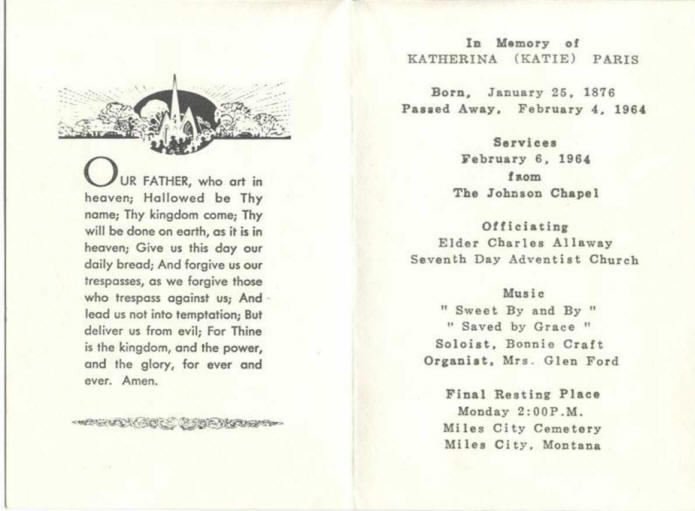 OUR FATHER, who art in
heaven; Hallowed be Thy
name; Thy kingdom come; Thy
will be done on earth, as it is in
heaven; Give us this day our
daily bread; And forgive us our
trespasses, as we forgive those
who trespass against us; And
lead us not into temptation; But
deliver us from evil; For Thine
is the kingdom, and the power,
and the glory, for ever and
ever. Amen.
In Memory of
KATHERINA (KATIE) PARIS
Born, January 25, 1876
Passed Away, February 4, 1964
Services
February 6, 1964
from
The Johnson Chapel
Officiating
Elder Charles Allaway
Seventh Day Adventist Church
Music
" Sweet By and By "
" Saved by Grace "
Soloist, Bonnie Craft
Organist, Mrs. Glen Ford
Final Resting Place
Monday 2:00P.M.
Miles City Cemetery
Miles City, Montana